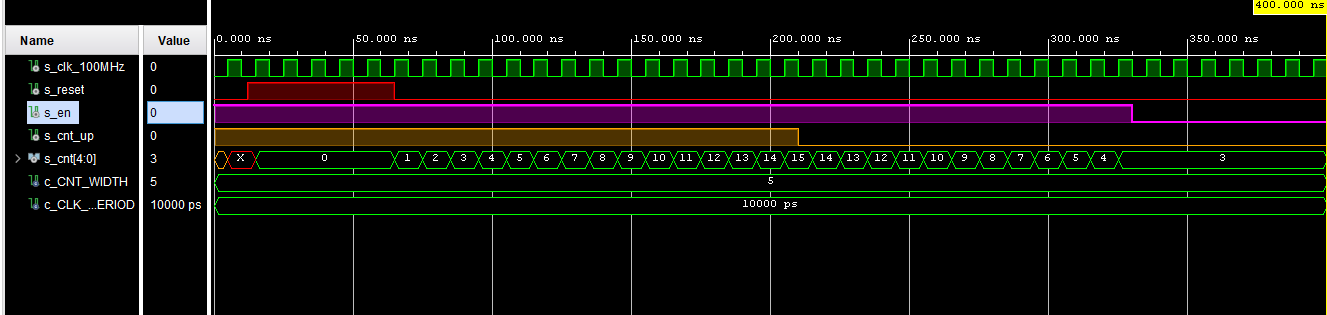 400.000 ns
Name Value
0.000 ns 50.000 ns 100.000 ns 150.000 ns 200.000 ns 250.000 ns 300.000 ns 350.000 ns
s_clk_100MHz 0
s_reset 0
s_en 0
s_cnt_up 0
s_cnt[4:0] 3 X 0 1 2 3 4 5 6 7 8 9 10 11 12 13 14 15 14 13 12 11 10 9 8 7 6 5 4 3
c_CNT_WIDTH 5 5
c_CLK_...ERIOD 10000 ps 10000 ps